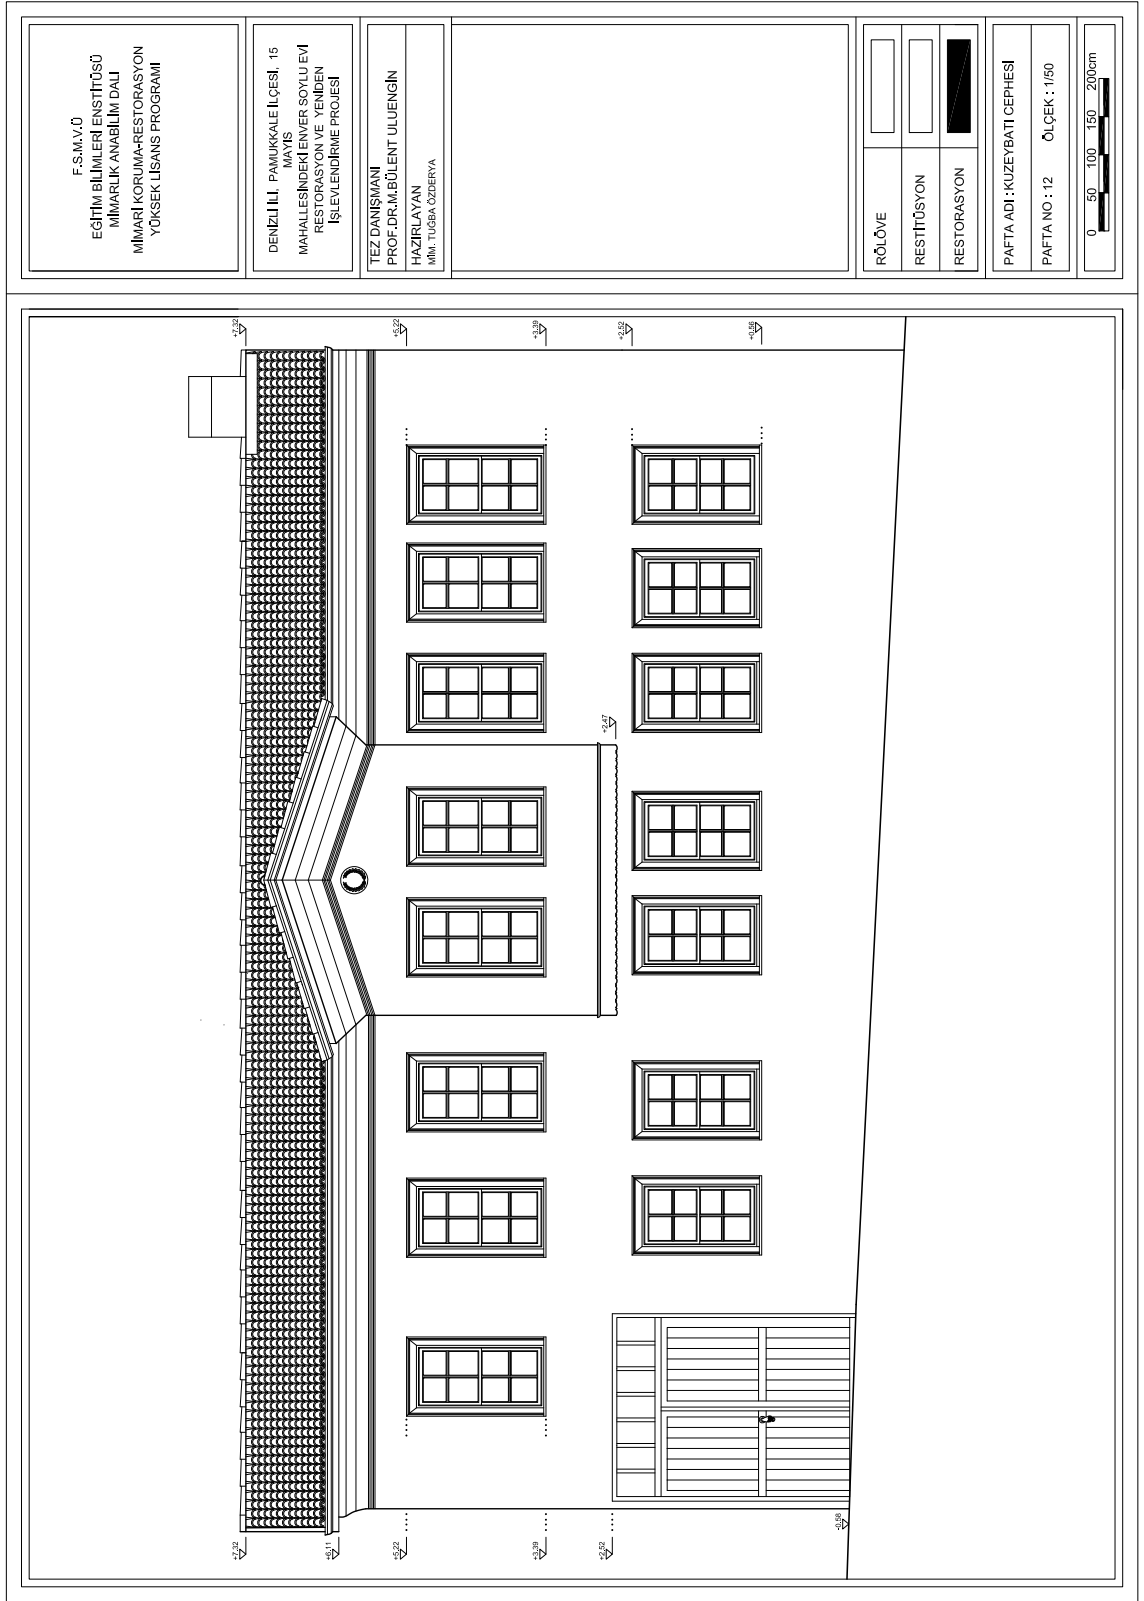 F.S.M.V.Ü
EĞİTİM BİLİMLERİ ENSTİTÜSÜ
MİMARLIK ANABİLİM DALI
MİMARİ KORUMA-RESTORASYON
YÜKSEK LİSANS PROGRAMI
DENİZLİ İLİ, PAMUKKALE İLÇESİ, 15
MAYIS
MAHALLESİNDEKİ ENVER SOYLU EVİ
RESTORASYON VE YENİDEN
İŞLEVLENDİRME PROJESİ
TEZ DANIŞMANI
PROF.DR.M.BÜLENT ULUENGİN
HAZIRLAYAN
MİM. TUĞBA ÖZDERYA
RÖLÖVE
RESTİTÜSYON
RESTORASYON
PAFTA ADI : KUZEYBATI CEPHESİ
PAFTA NO : 12 ÖLÇEK : 1/50
0 50 100 150 200cm
+7.32
+5.22
+3.39
+2.52
+0.56
+2.47
+7.32
+6.11
+5.22
+3.39
+2.52
-0.58